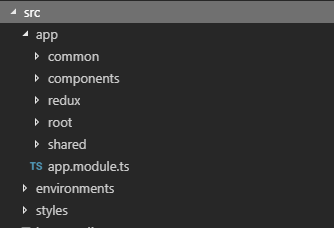 src
app
common
components
redux
root
shared
TS app.module.ts
environments
styles